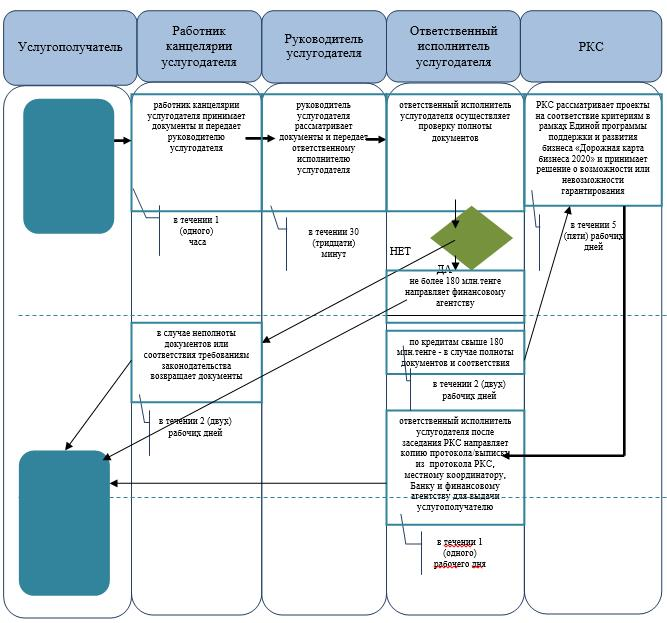 Услугополучатель
Работник
канцелярии
услугодателя
Руководитель
услугодателя
Ответственный
исполнитель
услугодателя
РКС
работник канцелярии
услугодателя принимает
документы и передает
руководителю
услугодателя
руководитель
услугодателя
рассматривает
документы и передает
ответственному
исполнителю
услугодателя
ответственный исполнитель
услугодателя осуществляет
проверку полноты
документов
РКС рассматривает проекты
на соответствие критериям в
рамках Единой программы
поддержки и развития
бизнеса «Дорожная карта
бизнеса 2020» и принимает
решение о возможности или
невозможности
гарантирования
в течении 1
(одного)
часа
в течении 30
(тридцати)
минут
в течении 5
(пяти) рабочих
дней
НЕТ
ДА
не более 180 млн.тенге
направляет финансовому
агентству
в случае неполноты
документов или
соответствия требованиям
законодательства
возвращает документы
по кредитам свыше 180
млн.тенге - в случае полноты
документов и соответствия
в течении 2 (двух)
рабочих дней
в течении 2 (двух)
рабочих дней
ответственный исполнитель
услугодателя после
заседания РКС направляет
копию протокола/выписки
из протокола РКС,
местному координатору,
Банку и финансовому
агентству для выдачи
услугополучателю
в течении 1
(одного)
рабочего дня